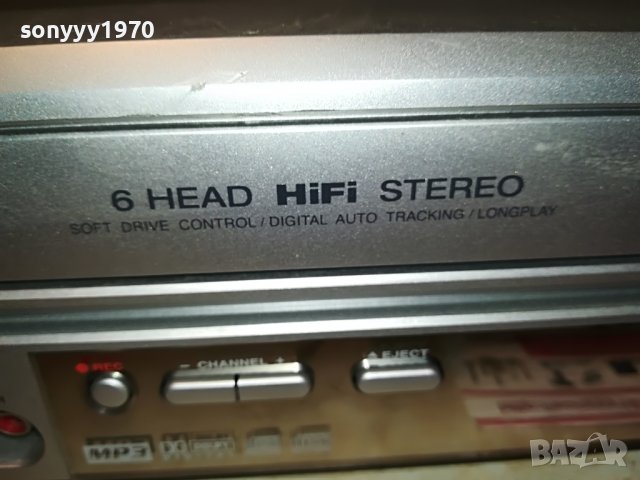 sonyyy1970
6 HEAD HiFi STEREO
SOFT DRIVE CONTROL / DIGITAL AUTO TRACKING / LONGPLAY
REC
- CHANNEL +
EJECT
MP3
BAZAR